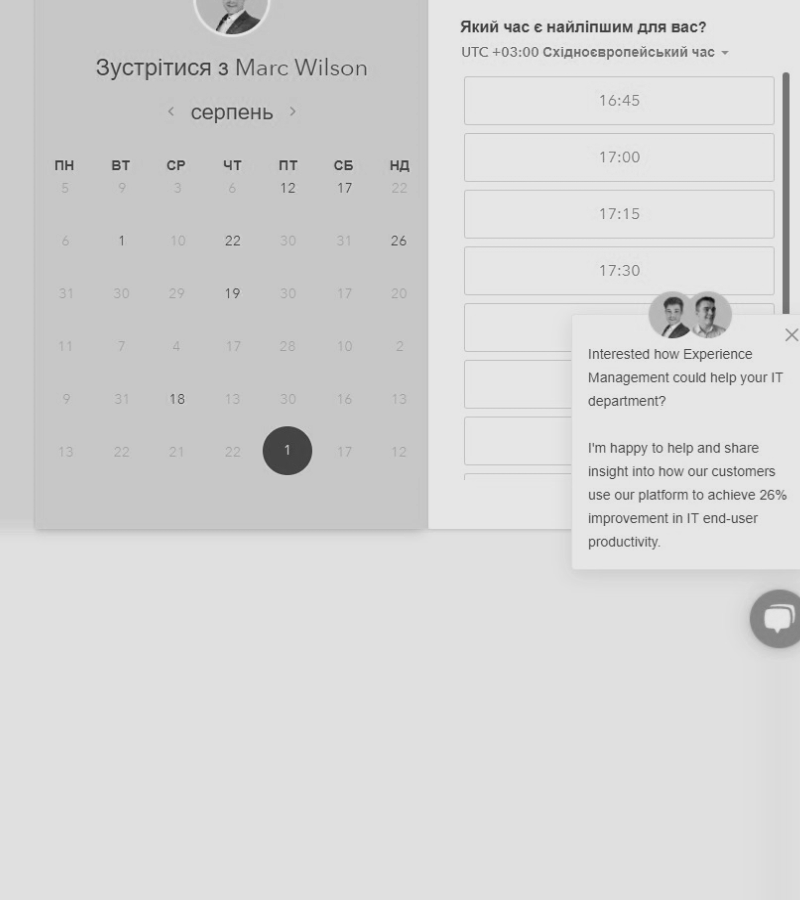 Зустрітися з Marc Wilson
серпень
ПН ВТ СР ЧТ ПТ СБ НД
5 9 3 6 12 17 22
6 1 10 22 30 31 26
31 30 29 19 30 17 20
11 7 4 17 28 10 2
9 31 18 13 30 16 13
13 22 21 22 1 17 12
Який час є найліпшим для вас?
UTC +03:00 Східноєвропейський час
16:45
17:00
17:15
17:30
Interested how Experience
Management could help your IT
department?
I'm happy to help and share
insight into how our customers
use our platform to achieve 26%
improvement in IT end-user
productivity.